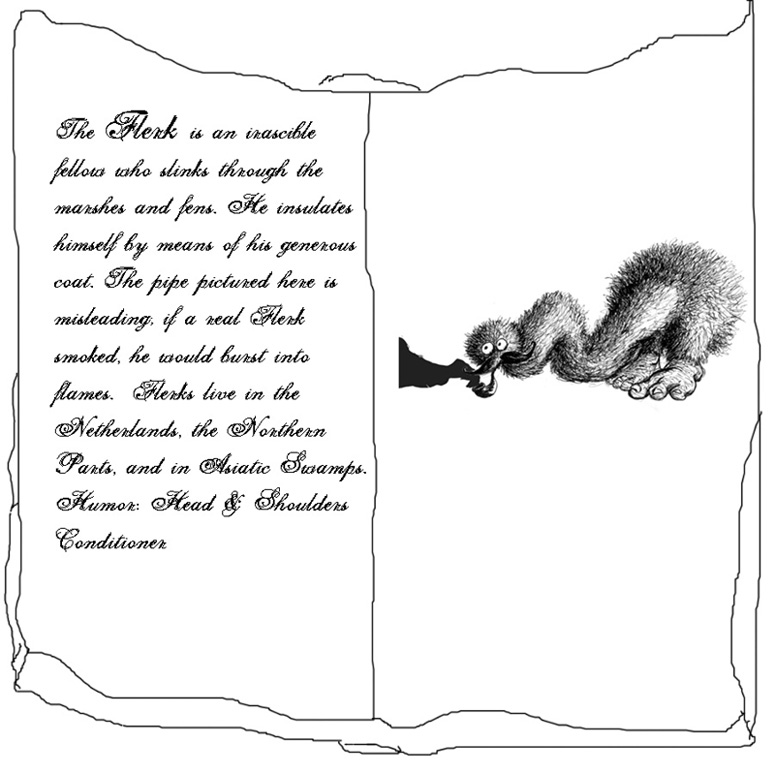 The Flerk is an irascible
fellow who slinks through the
marshes and fens. He insulates
himself by means of his generous
coat. The pipe pictured here is
misleading, if a real Flerk
smoked, he would burst into
flames. Flerks live in the
Netherlands, the Northern
Parts, and in Asiatic Swamps.
Humor: Head & Shoulders
Conditioner